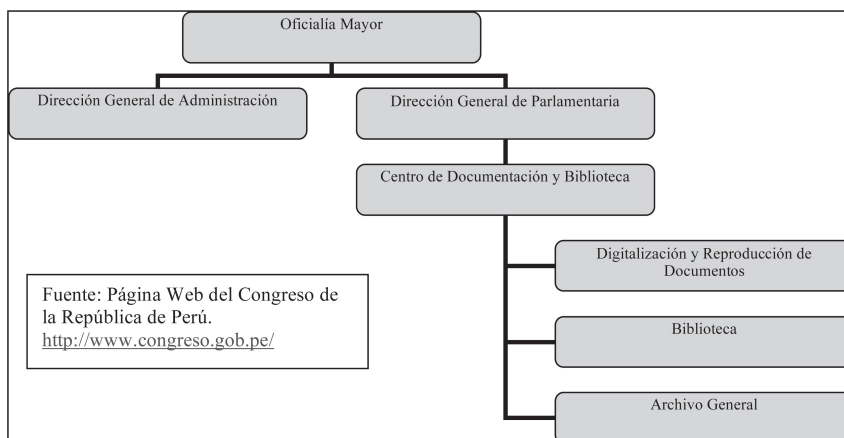 Oficialía Mayor
Dirección General de Administración
Dirección General de Parlamentaria
Centro de Documentación y Biblioteca
Digitalización y Reproducción de
Documentos
Fuente: Página Web del Congreso de
la República de Perú.
http://www.congreso.gob.pe/
Biblioteca
Archivo General